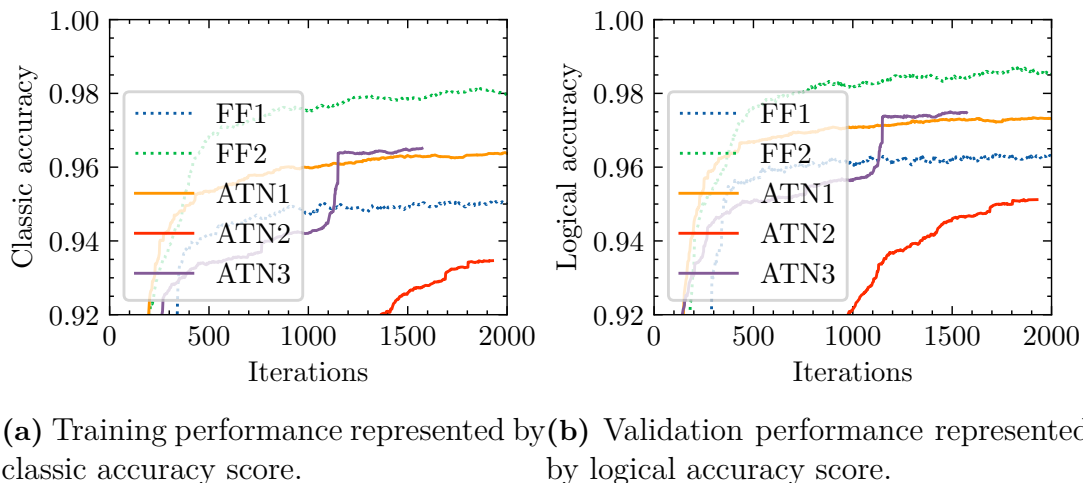 1.00
0.98
0.96
0.94
0.92
Classic accuracy
FF1
FF2
ATN1
ATN2
ATN3
0 500 1000 1500 2000
Iterations
1.00
0.98
0.96
0.94
0.92
Logical accuracy
FF1
FF2
ATN1
ATN2
ATN3
0 500 1000 1500 2000
Iterations
(a) Training performance represented by
classic accuracy score.
(b) Validation performance represented
by logical accuracy score.